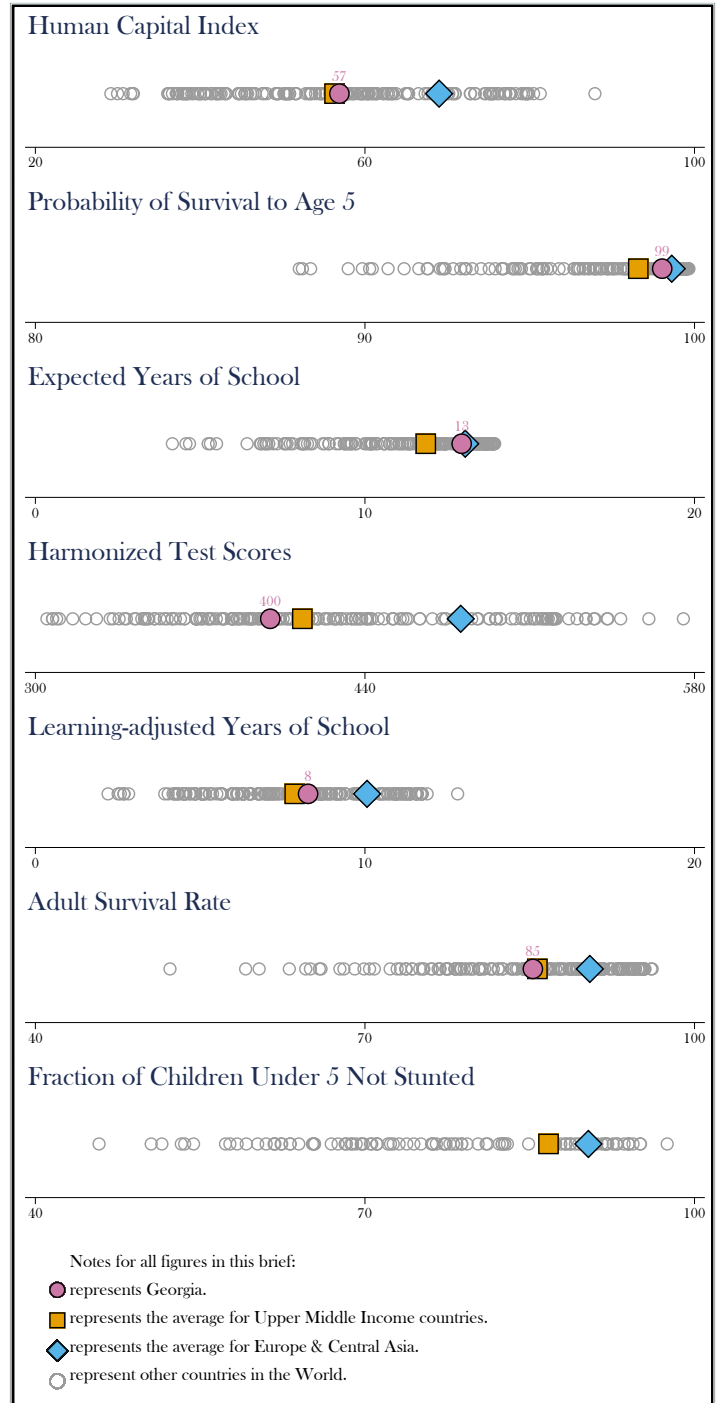 Human Capital Index
57
20 60 100
Probability of Survival to Age 5
99
80 90 100
Expected Years of School
13
0 10 20
Harmonized Test Scores
400
300 440 580
Learning-adjusted Years of School
8
0 10 20
Adult Survival Rate
85
40 70 100
Fraction of Children Under 5 Not Stunted
40 70 100
Notes for all figures in this brief:
represents Georgia.
represents the average for Upper Middle Income countries.
represents the average for Europe & Central Asia.
represent other countries in the World.